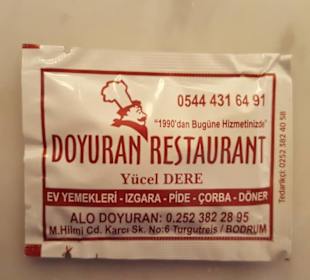 0544 431 64 91
"1990'dan Bugüne Hizmetinizde"
DOYURAN RESTAURANT
Yücel DERE
EV YEMEKLERİ - IZGARA - PİDE - ÇORBA - DÖNER
ALO DOYURAN: 0.252 382 28 95
M.Hilmi Cd. Karcı Sk. No:6 Turgutreis / BODRUM
Tedarikçi: 0252 382 40 58